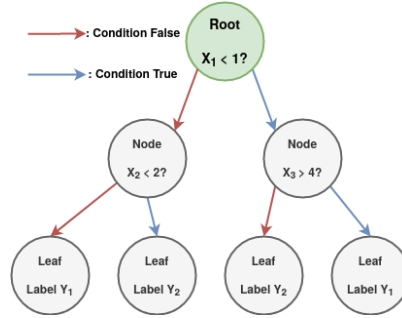 : Condition False
: Condition True
Root
X₁ < 1?
Node
X₂ < 2?
Node
X₃ > 4?
Leaf
Label Y₁
Leaf
Label Y₂
Leaf
Label Y₂
Leaf
Label Y₁